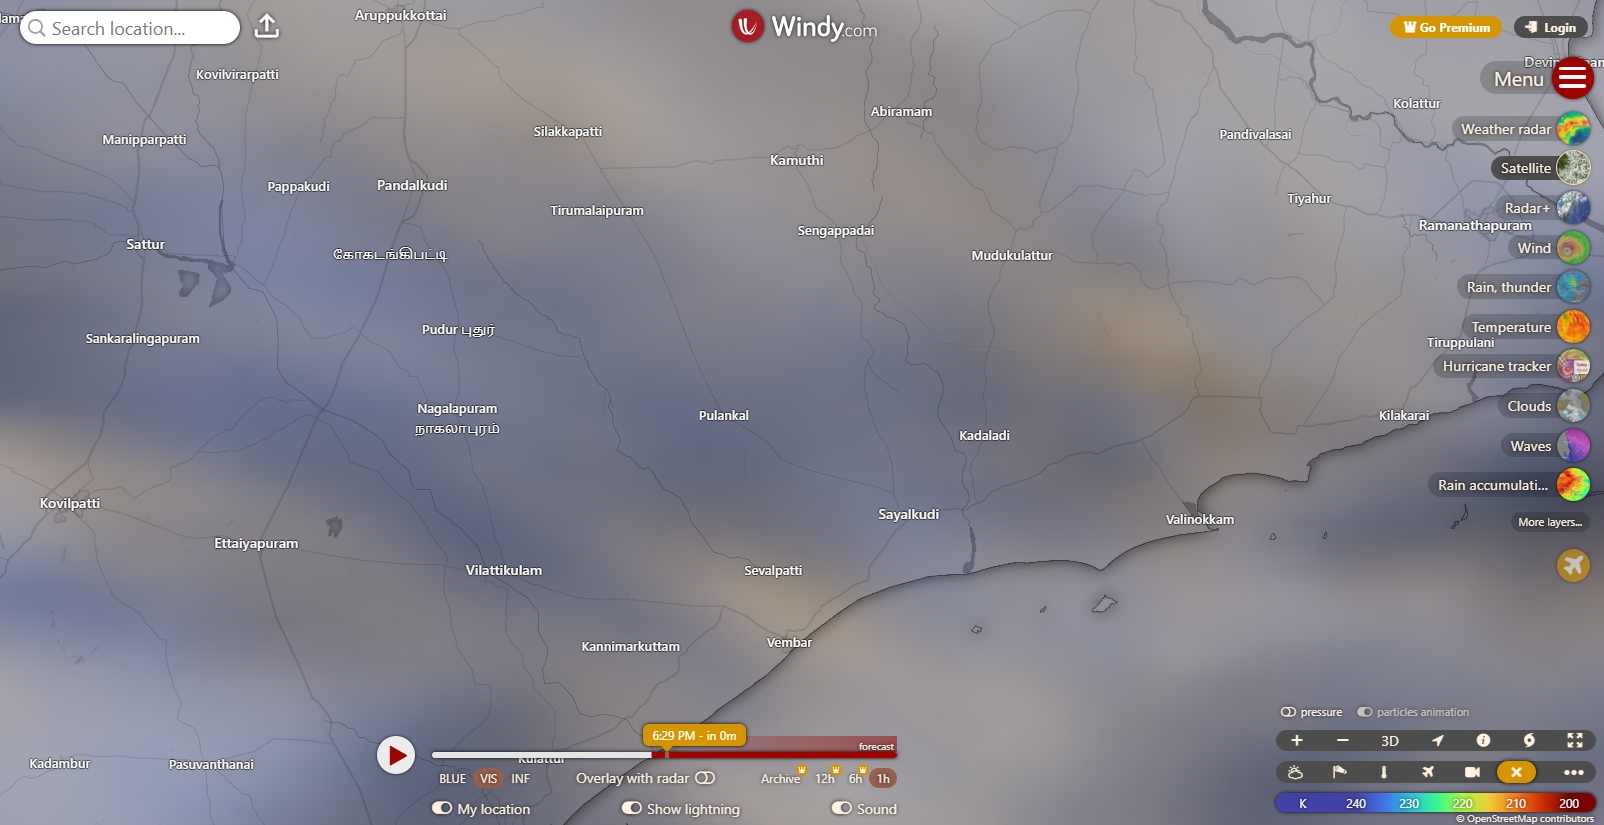 Aruppukkottai
Search location...
Windy.com
Go Premium
Login
Kovilvirarpatti
Menu
Kolattur
Abiramam
Manipparpatti
Silakkapatti
Pandivalasai
Weather radar
Kamuthi
Satellite
Pappakudi
Pandalkudi
Tirumalaipuram
Tiyahur
Radar+
Ramanathapuram
Sengappadai
Sattur
கோகடங்கிபட்டி
Mudukulattur
Wind
Rain, thunder
Pudur புதுர்
Temperature
Sankaralingapuram
Tiruppulani
Hurricane tracker
Nagalapuram
நாகலாபுரம்
Pulankal
Clouds
Kilakarai
Kadaladi
Waves
Rain accumulati...
Kovilpatti
Sayalkudi
Valinokkam
More layers...
Ettaiyapuram
Vilattikulam
Sevalpatti
Kannimarkuttam
Vembar
pressure
particles animation
6:29 PM - in 0m
forecast
3D
Kadambur
Pasuvanthanai
Kulattur
BLUE
VIS
INF
Overlay with radar
Archive
12h
6h
1h
My location
Show lightning
Sound
K 240 230 220 210 200
© OpenStreetMap contributors